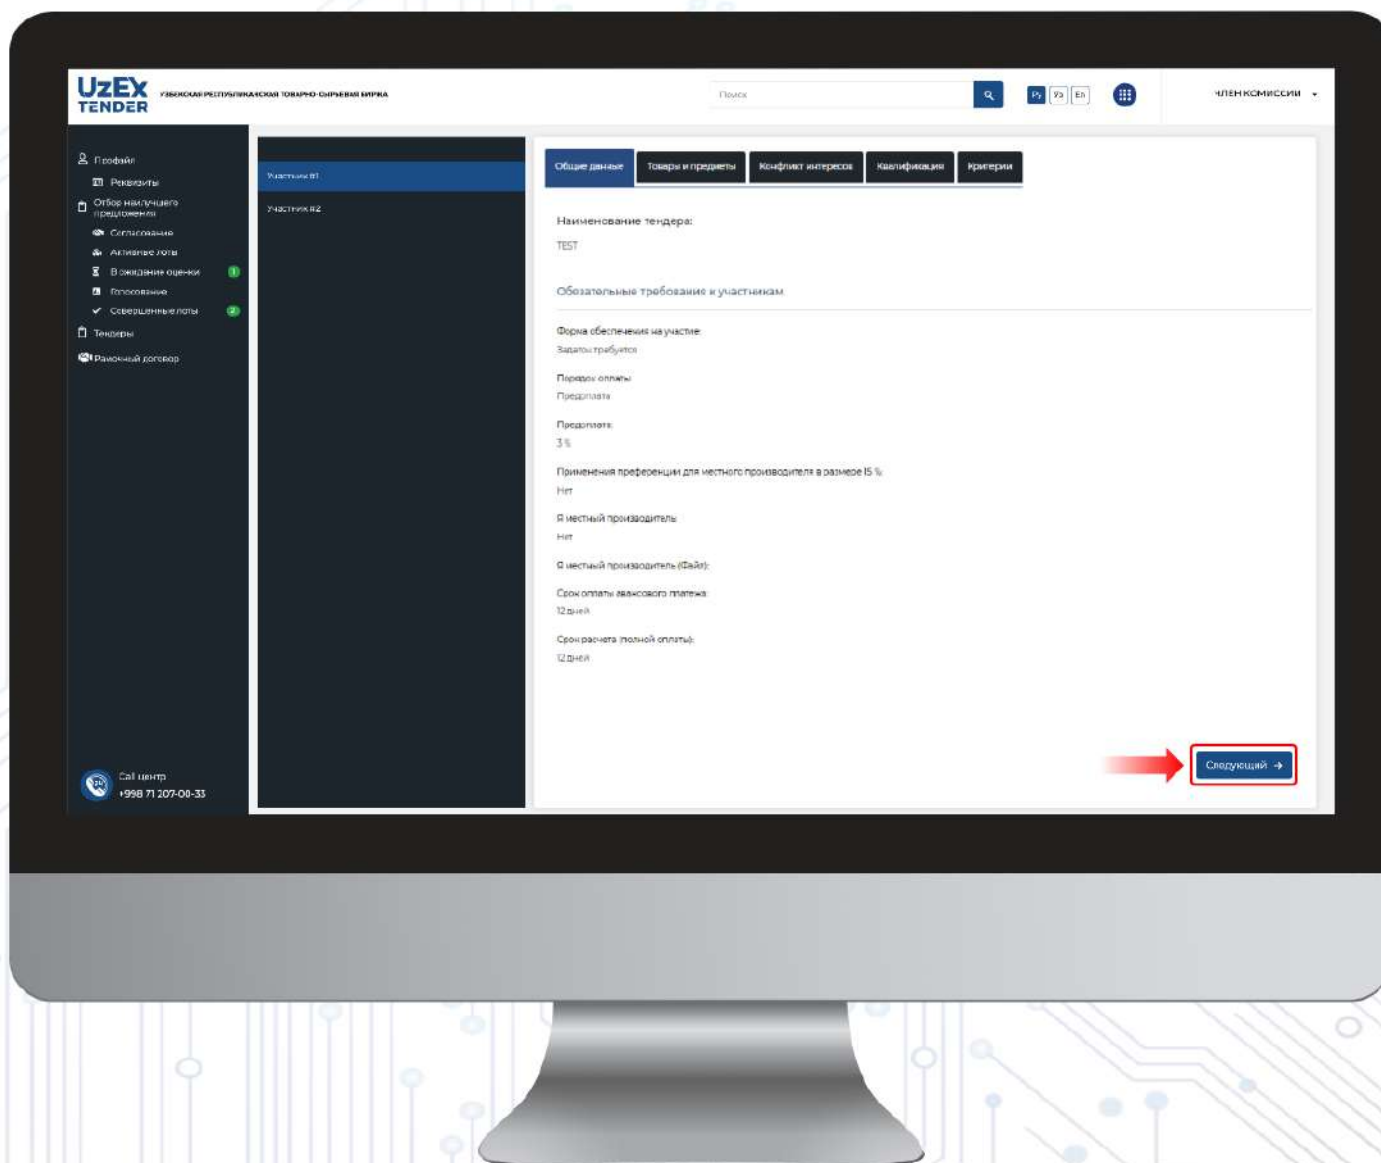 UzEX
TENDER
УЗБЕКСКАЯ РЕСПУБЛИКАНСКАЯ ТОВАРНО-СЫРЬЕВАЯ БИРЖА
Поиск
Ру Уз En
ЧЛЕН КОМИССИИ
Профайл
Реквизиты
Отбор наилучшего
предложения
Согласование
Активные лоты
В ожидание оценки 1
Голосование
Совершенные лоты 2
Тендеры
Рамочный договор
Call центр
+998 71 207-00-33
Участник #1
Участник #2
Общие данные
Товары и предметы
Конфликт интересов
Квалификация
Критерии
Наименование тендера:
TEST
Обязательные требования к участникам
Форма обеспечения на участие:
Задаток требуется
Порядок оплаты
Предоплата
Предоплата:
3 %
Применения преференции для местного производителя в размере 15 %:
Нет
Я местный производитель:
Нет
Я местный производитель (Файл):
Срок оплаты авансового платежа:
12 дней
Срок расчета (полной оплаты):
12 дней
Следующий →